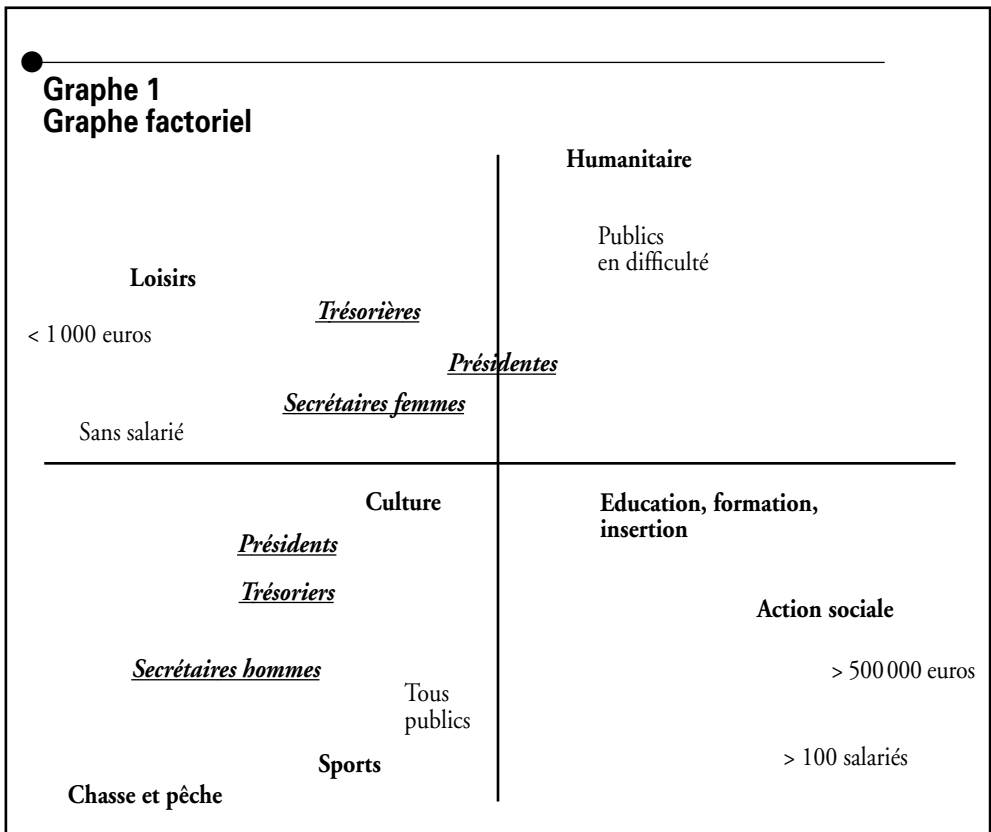 Graphe 1
Graphe factoriel
Humanitaire
Publics
en difficulté
Loisirs
Trésorières
< 1 000 euros
Présidentes
Secrétaires femmes
Sans salarié
Culture
Education, formation,
insertion
Présidents
Trésoriers
Action sociale
Secrétaires hommes
> 500 000 euros
Tous
publics
> 100 salariés
Sports
Chasse et pêche